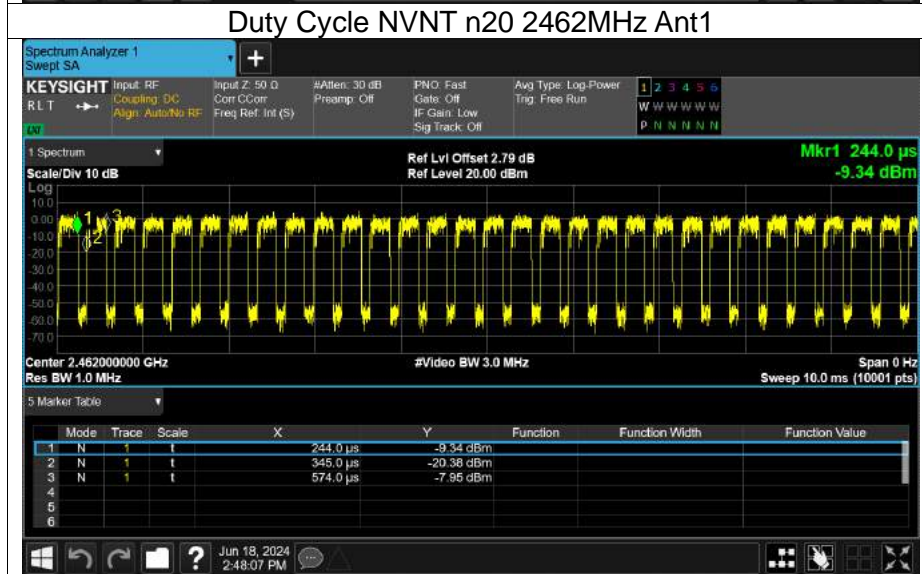 Duty Cycle NVNT n20 2462MHz Ant1
Spectrum Analyzer 1
Swept SA
+
KEYSIGHT Input: RF Input Z: 50 Ω #Atten: 30 dB PNO: Fast Avg Type: Log-Power 1 2 3 4 5 6
RLT Coupling: DC Corr CCorr Preamp: Off Gate: Off Trig: Free Run W W W W W W
Align: Auto/No RF Freq Ref: Int (S) IF Gain: Low
LXI Sig Track: Off P N N N N N
1 Spectrum Ref Lvl Offset 2.79 dB Mkr1 244.0 µs
Scale/Div 10 dB Ref Level 20.00 dBm -9.34 dBm
Log
10.0
0.00
-10.0
-20.0
-30.0
-40.0
-50.0
-60.0
-70.0
1
2
3
Center 2.462000000 GHz #Video BW 3.0 MHz Span 0 Hz
Res BW 1.0 MHz Sweep 10.0 ms (10001 pts)
5 Marker Table
Mode Trace Scale X Y Function Function Width Function Value
1 N 1 t 244.0 µs -9.34 dBm
2 N 1 t 345.0 µs -20.38 dBm
3 N 1 t 574.0 µs -7.95 dBm
4
5
6
? Jun 18, 2024
2:48:07 PM